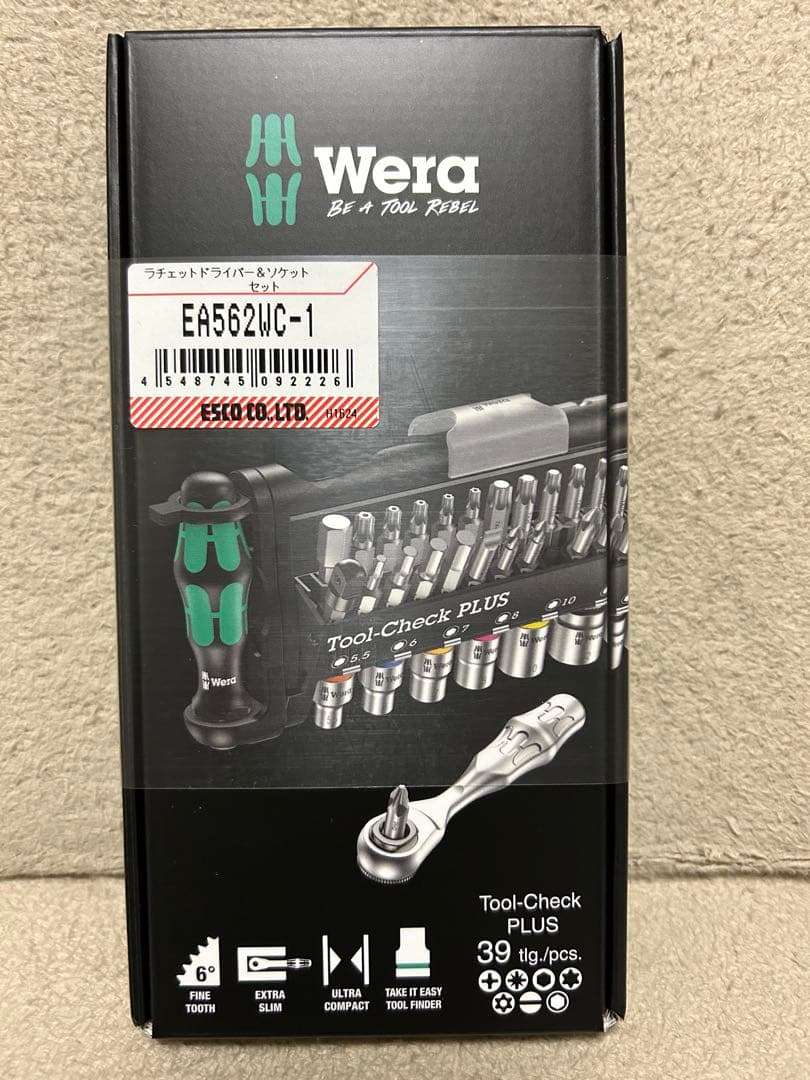 Wera
BE A TOOL REBEL
ラチェットドライバー&ソケット
セット
EA562WC-1
4 548745 092226
ESCO CO., LTD. H1624
Tool-Check PLUS
5.5 6 7 8 10
Wera
Tool-Check
PLUS
39 tlg./pcs.
6°
FINE
TOOTH
EXTRA
SLIM
ULTRA
COMPACT
TAKE IT EASY
TOOL FINDER